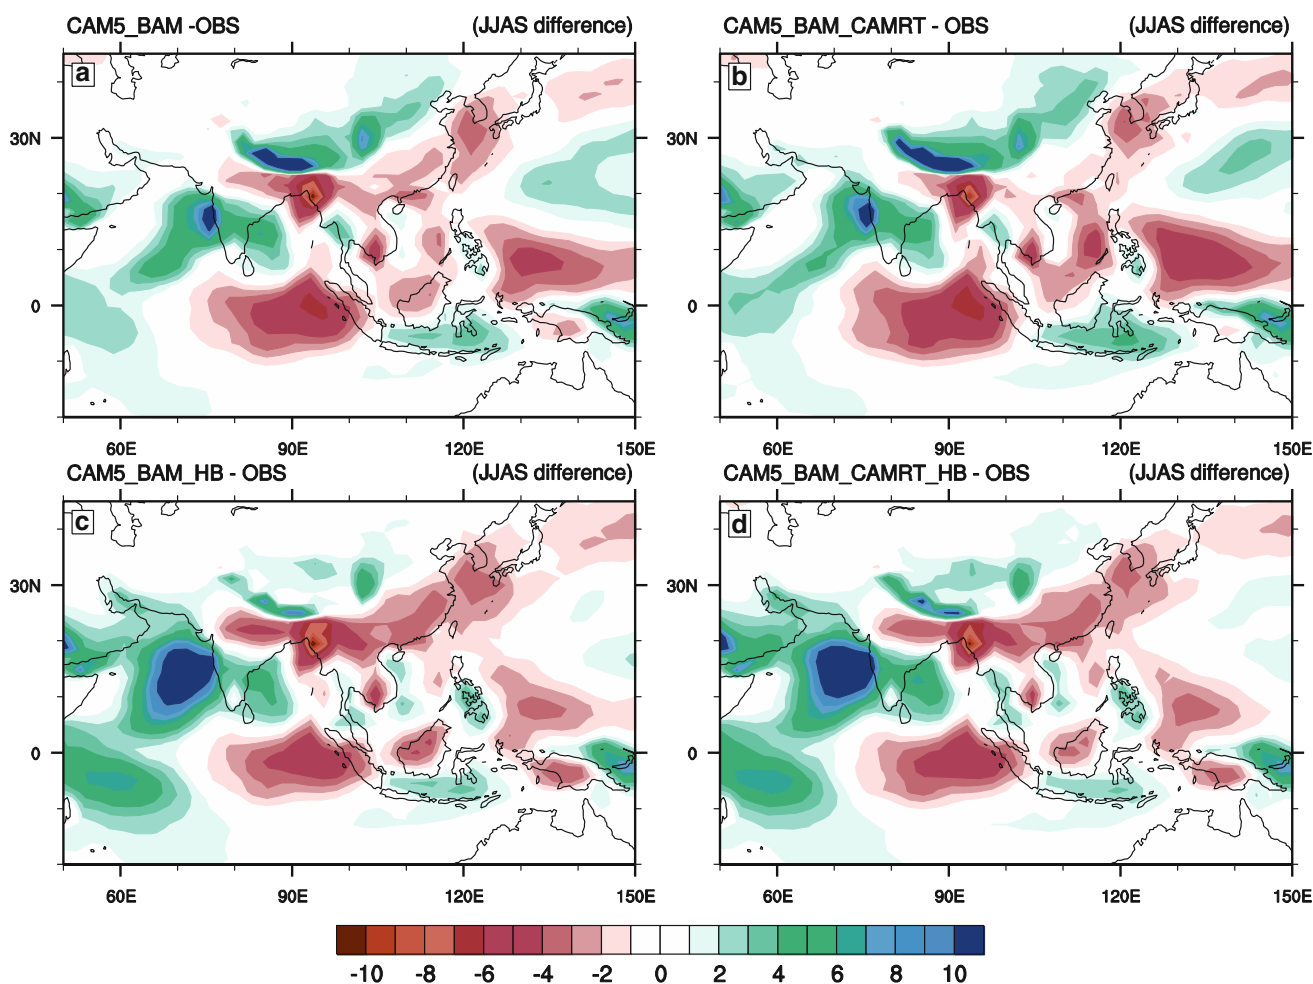 CAM5_BAM -OBS (JJAS difference) CAM5_BAM_CAMRT - OBS (JJAS difference)
a b
30N 30N
0 0
60E 90E 120E 150E 60E 90E 120E 150E
CAM5_BAM_HB - OBS (JJAS difference) CAM5_BAM_CAMRT_HB - OBS (JJAS difference)
c d
30N 30N
0 0
60E 90E 120E 150E 60E 90E 120E 150E
-10 -8 -6 -4 -2 0 2 4 6 8 10